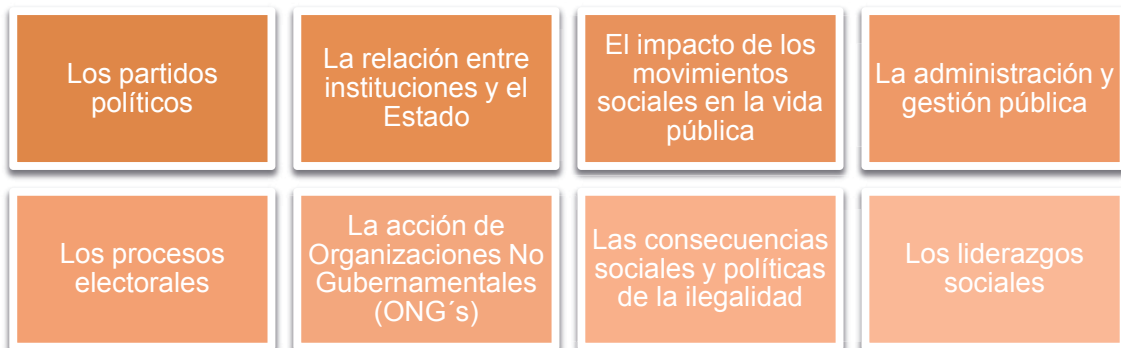 Los partidos
políticos
La relación entre
instituciones y el
Estado
El impacto de los
movimientos
sociales en la vida
pública
La administración y
gestión pública
Los procesos
electorales
La acción de
Organizaciones No
Gubernamentales
(ONG´s)
Las consecuencias
sociales y políticas
de la ilegalidad
Los liderazgos
sociales